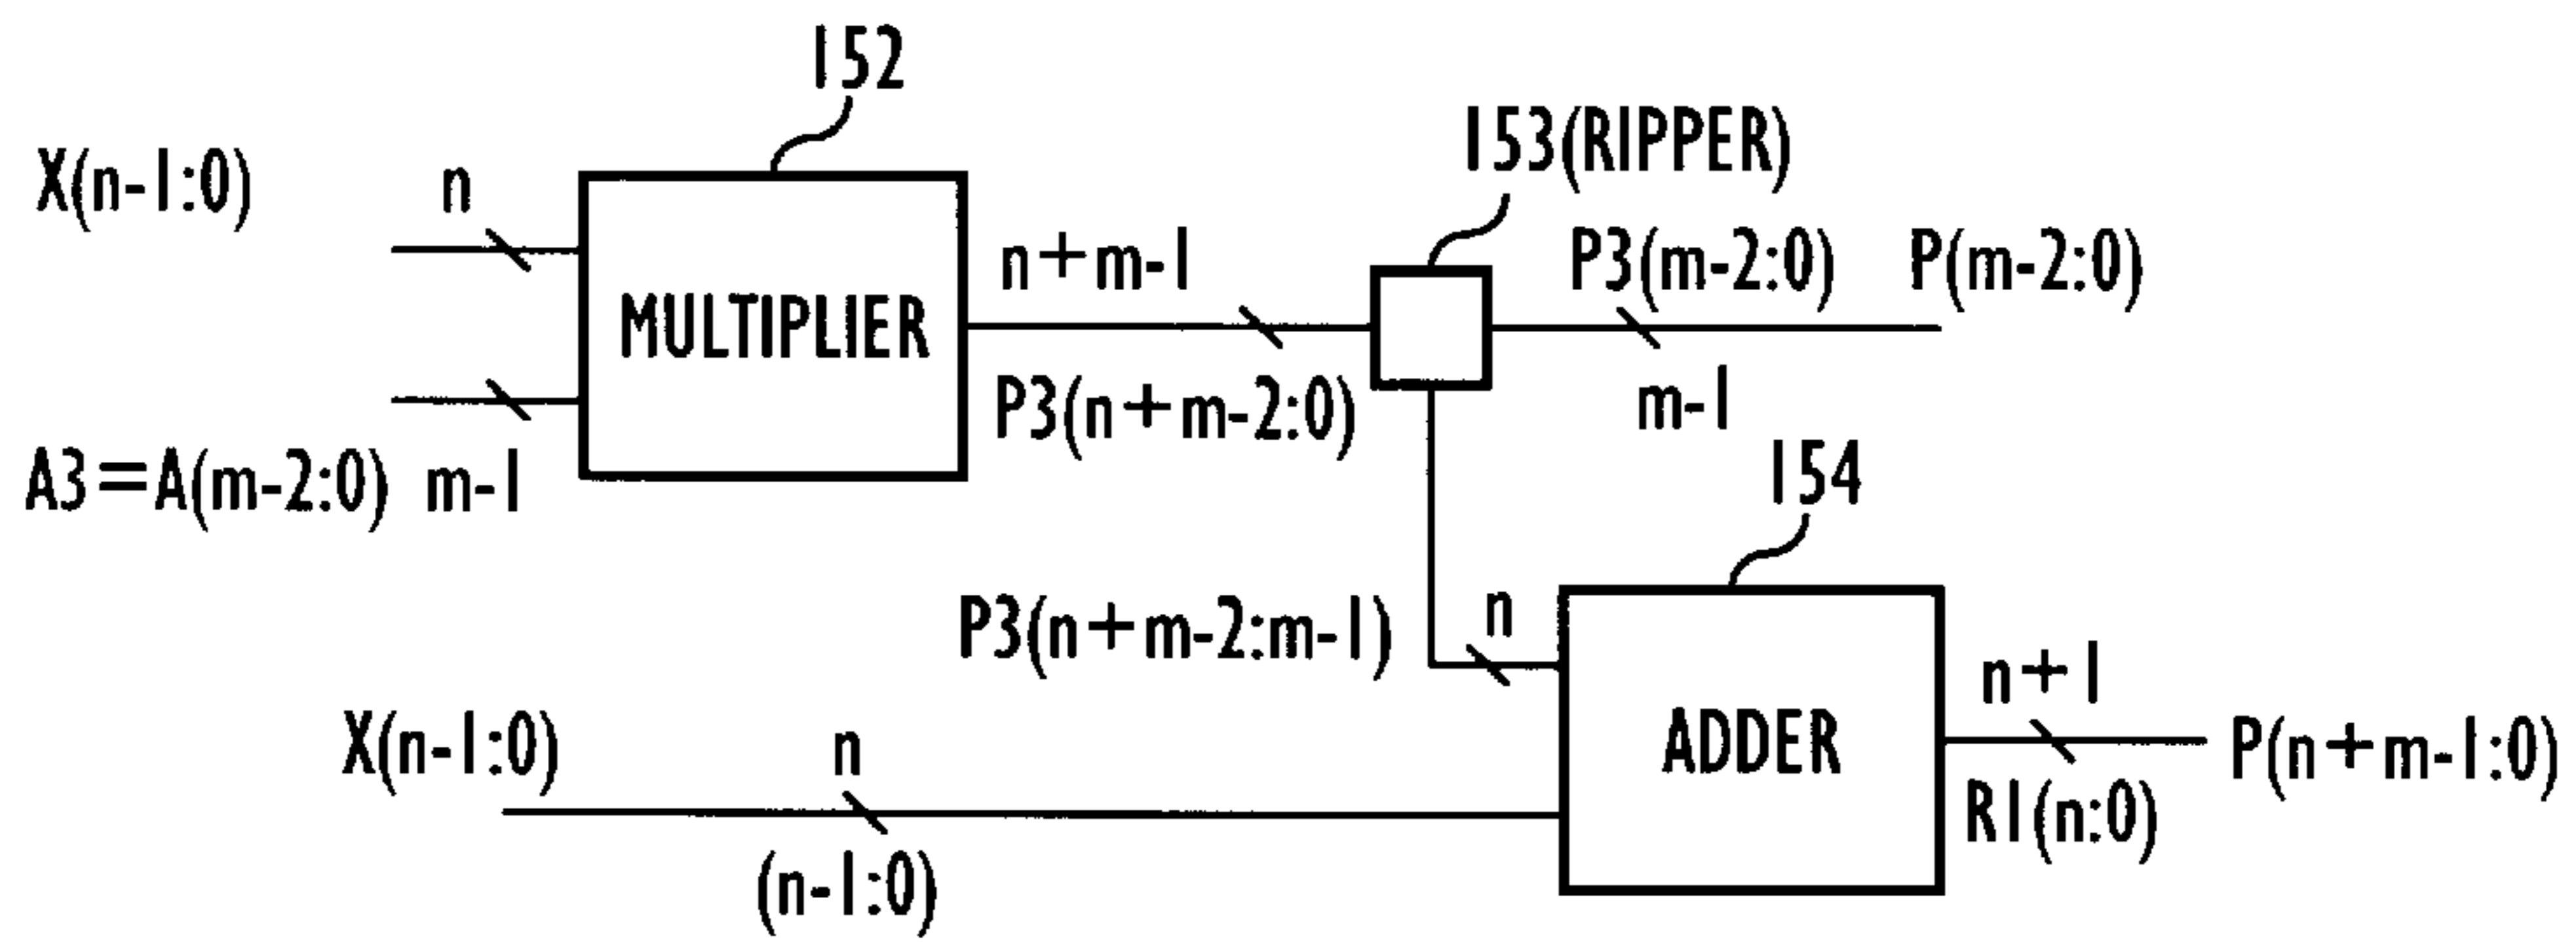 152
153(RIPPER)
X(n-1:0)
n
n+m-1
P3(m-2:0)
P(m-2:0)
MULTIPLIER
P3(n+m-2:0)
m-1
A3=A(m-2:0)
m-1
154
P3(n+m-2:m-1)
n
n+1
X(n-1:0)
n
ADDER
P(n+m-1:0)
R1(n:0)
(n-1:0)